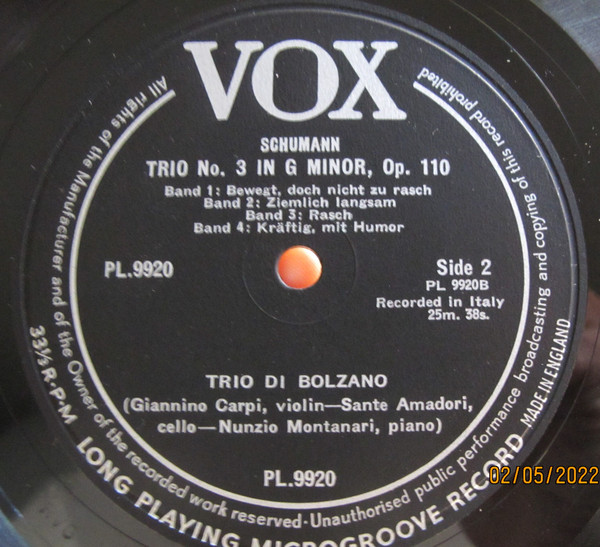 VOX
SCHUMANN
TRIO No. 3 IN G MINOR, Op. 110
Band 1: Bewegt, doch nicht zu rasch
Band 2: Ziemlich langsam
Band 3: Rasch
Band 4: Kräftig, mit Humor
PL.9920
Side 2
PL 9920B
Recorded in Italy
25m. 38s.
TRIO DI BOLZANO
(Giannino Carpi, violin—Sante Amadori,
cello—Nunzio Montanari, piano)
PL.9920
All rights of the Manufacturer and of the Owner of the recorded work reserved·Unauthorised public performance broadcasting and copying of this record prohibited
33⅓ R·P·M LONG PLAYING MICROGROOVE RECORD MADE IN ENGLAND
02/05/2022